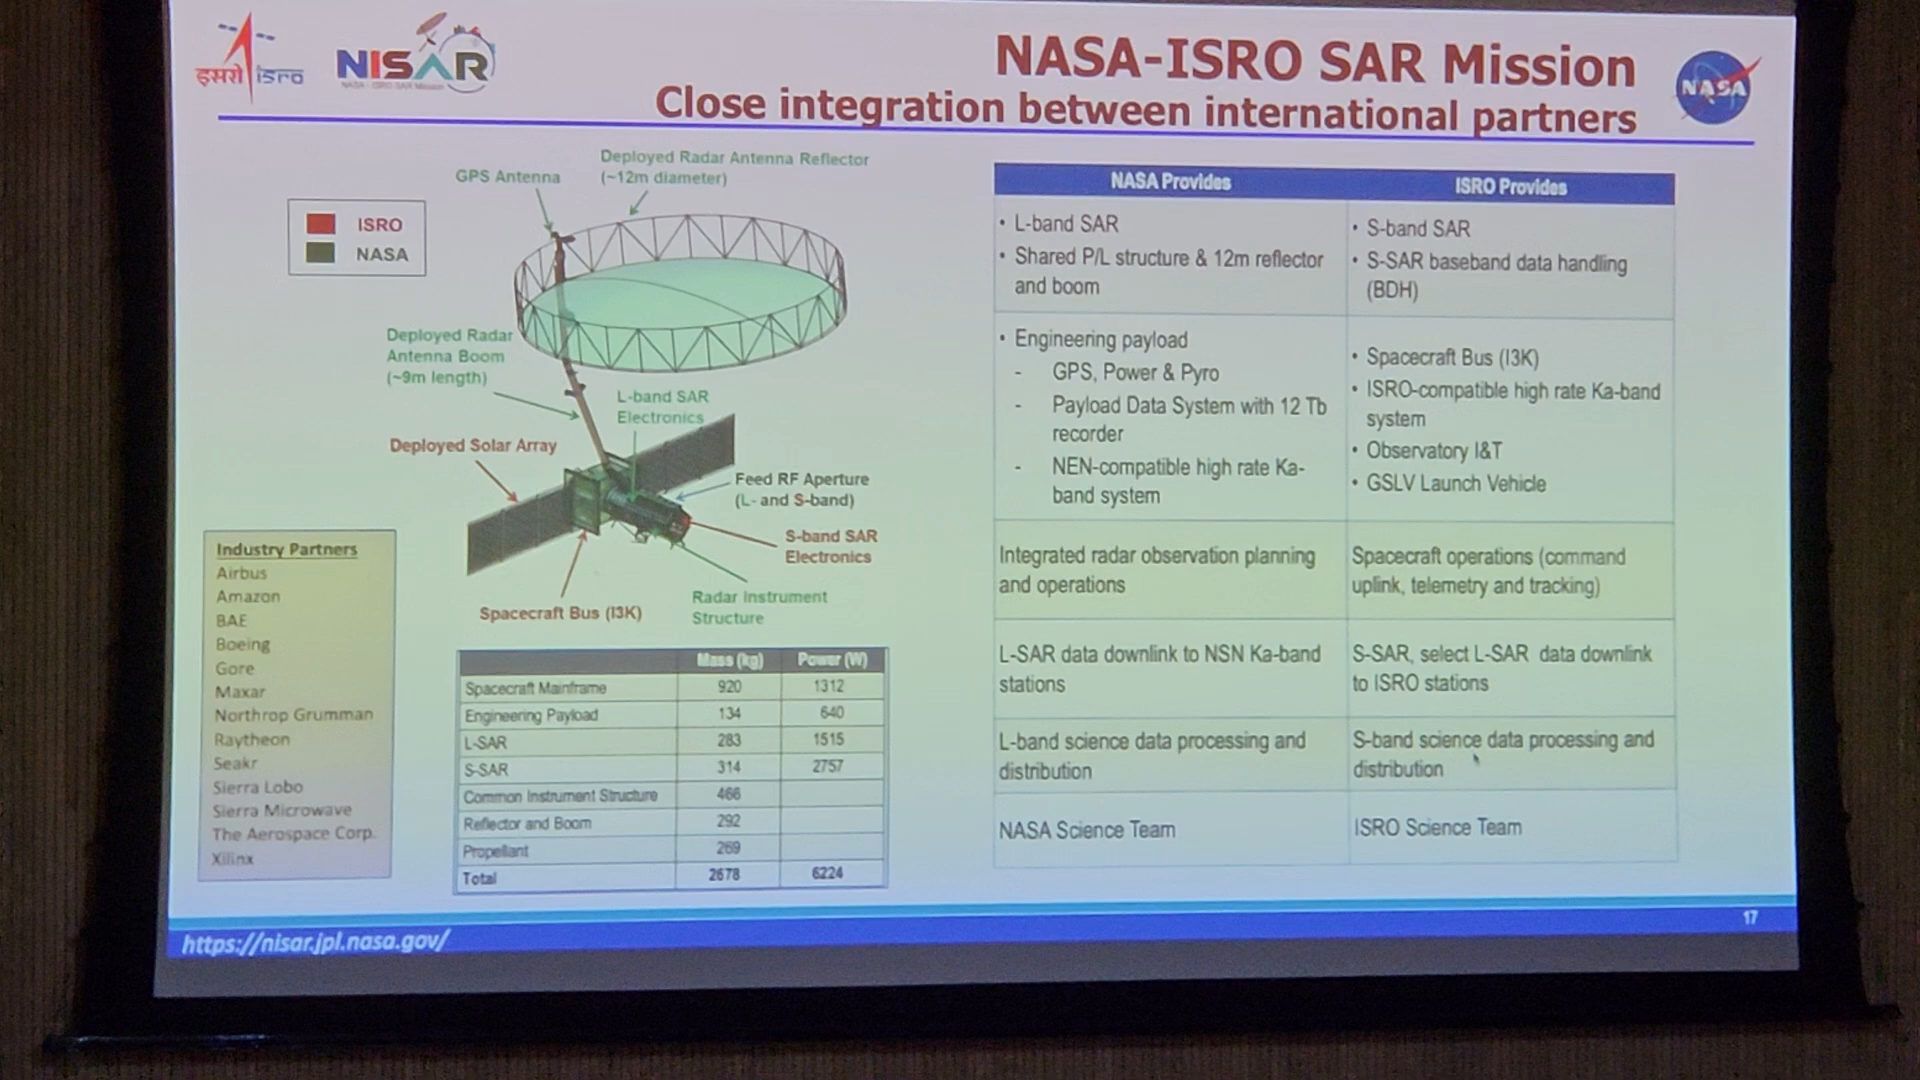 इसरो isro
NISAR
NASA - ISRO SAR Mission
NASA-ISRO SAR Mission
Close integration between international partners
NASA
ISRO
NASA
GPS Antenna
Deployed Radar Antenna Reflector
(~12m diameter)
Deployed Radar
Antenna Boom
(~9m length)
L-band SAR
Electronics
Deployed Solar Array
Feed RF Aperture
(L- and S-band)
S-band SAR
Electronics
Radar Instrument
Structure
Spacecraft Bus (I3K)
Industry Partners
Airbus
Amazon
BAE
Boeing
Gore
Maxar
Northrop Grumman
Raytheon
Seakr
Sierra Lobo
Sierra Microwave
The Aerospace Corp.
Xilinx
Mass (kg) Power (W)
Spacecraft Mainframe 920 1312
Engineering Payload 134 640
L-SAR 283 1515
S-SAR 314 2757
Common Instrument Structure 466
Reflector and Boom 292
Propellant 269
Total 2678 6224
NASA Provides
ISRO Provides
• L-band SAR
• Shared P/L structure & 12m reflector
and boom
• S-band SAR
• S-SAR baseband data handling
(BDH)
• Engineering payload
- GPS, Power & Pyro
- Payload Data System with 12 Tb
recorder
- NEN-compatible high rate Ka-
band system
• Spacecraft Bus (I3K)
• ISRO-compatible high rate Ka-band
system
• Observatory I&T
• GSLV Launch Vehicle
Integrated radar observation planning
and operations
Spacecraft operations (command
uplink, telemetry and tracking)
L-SAR data downlink to NSN Ka-band
stations
S-SAR, select L-SAR data downlink
to ISRO stations
L-band science data processing and
distribution
S-band science data processing and
distribution
NASA Science Team
ISRO Science Team
https://nisar.jpl.nasa.gov/
17